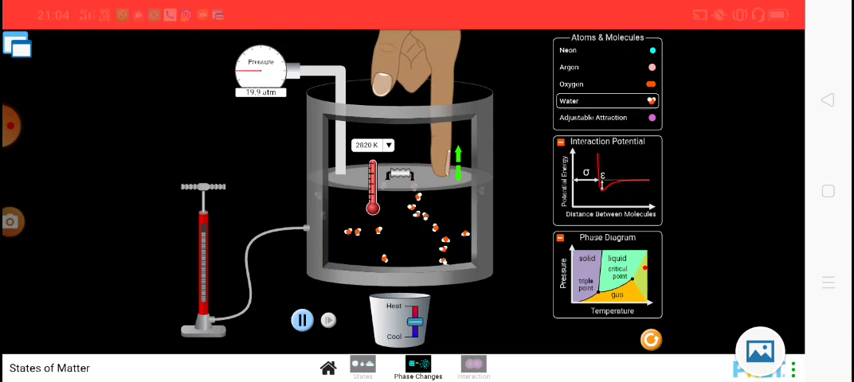 21:04
Pressure
19.9 atm
2820 K
Heat
Cool
Atoms & Molecules
Neon
Argon
Oxygen
Water
Adjustable Attraction
Interaction Potential
Potential Energy
σ
ε
Distance Between Molecules
Phase Diagram
Pressure
solid
liquid
critical
point
triple
point
gas
Temperature
States of Matter
States
Phase Changes
Interaction